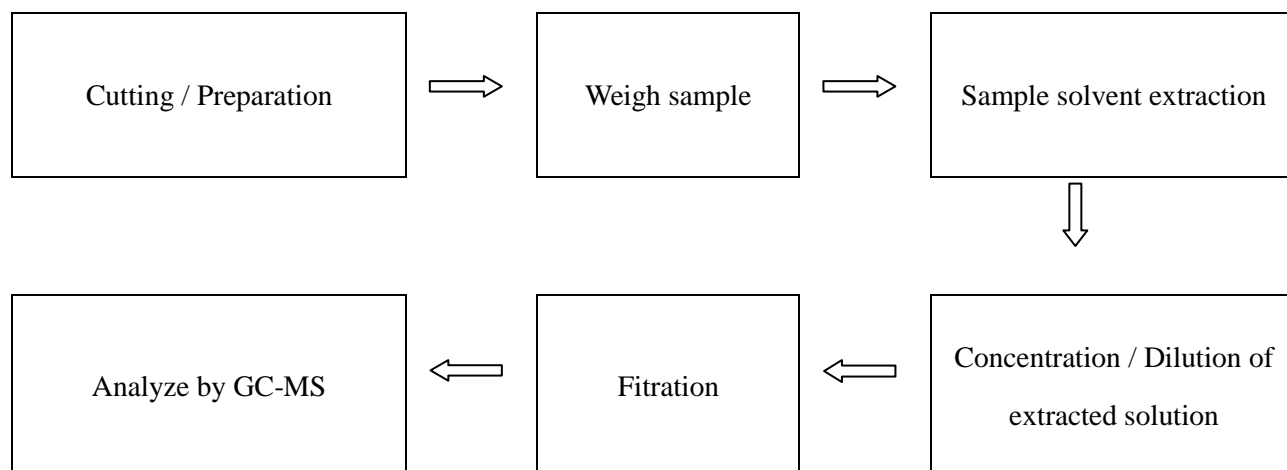 Cutting / Preparation
Weigh sample
Sample solvent extraction
Concentration / Dilution of
extracted solution
Fitration
Analyze by GC-MS